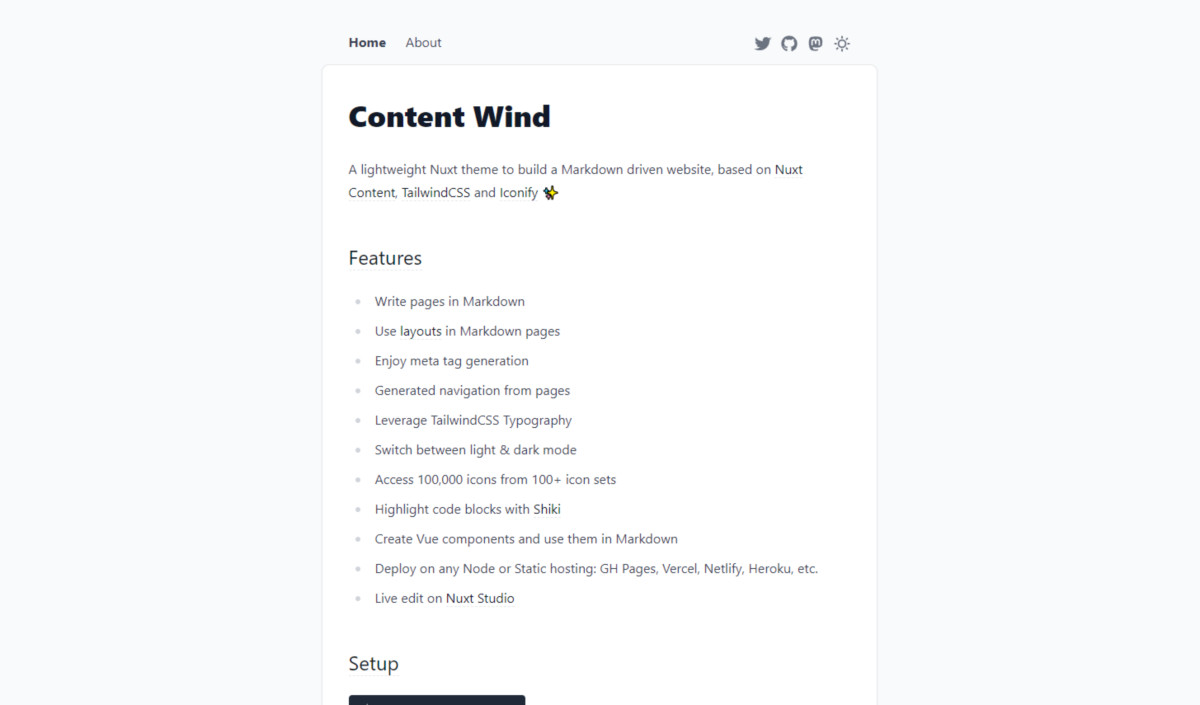 Home About
Content Wind
A lightweight Nuxt theme to build a Markdown driven website, based on Nuxt
Content, TailwindCSS and Iconify ✨
Features
Write pages in Markdown
Use layouts in Markdown pages
Enjoy meta tag generation
Generated navigation from pages
Leverage TailwindCSS Typography
Switch between light & dark mode
Access 100,000 icons from 100+ icon sets
Highlight code blocks with Shiki
Create Vue components and use them in Markdown
Deploy on any Node or Static hosting: GH Pages, Vercel, Netlify, Heroku, etc.
Live edit on Nuxt Studio
Setup